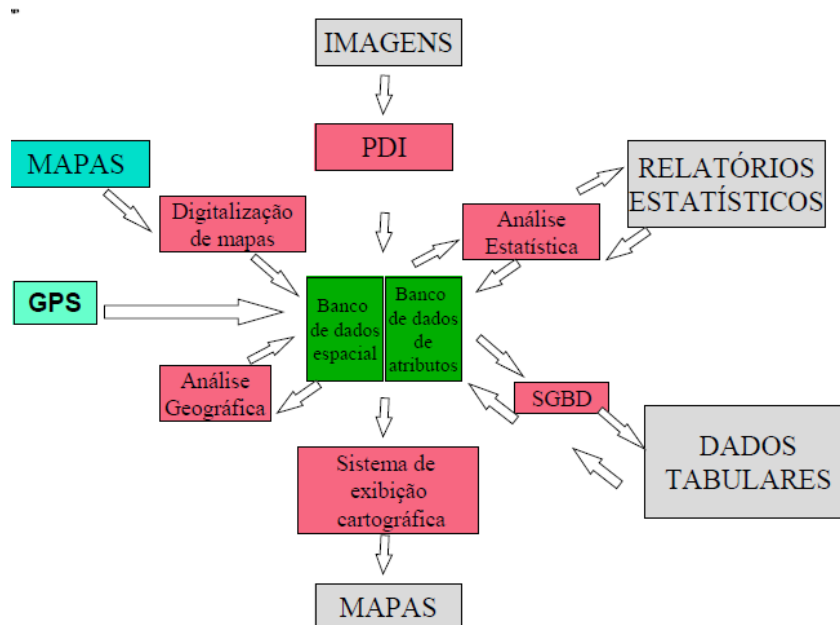 IMAGENS
PDI
MAPAS
RELATÓRIOS
ESTATÍSTICOS
Digitalização
de mapas
Análise
Estatística
GPS
Banco
de dados
espacial
Banco
de dados
de
atributos
Análise
Geográfica
SGBD
DADOS
TABULARES
Sistema de
exibição
cartográfica
MAPAS